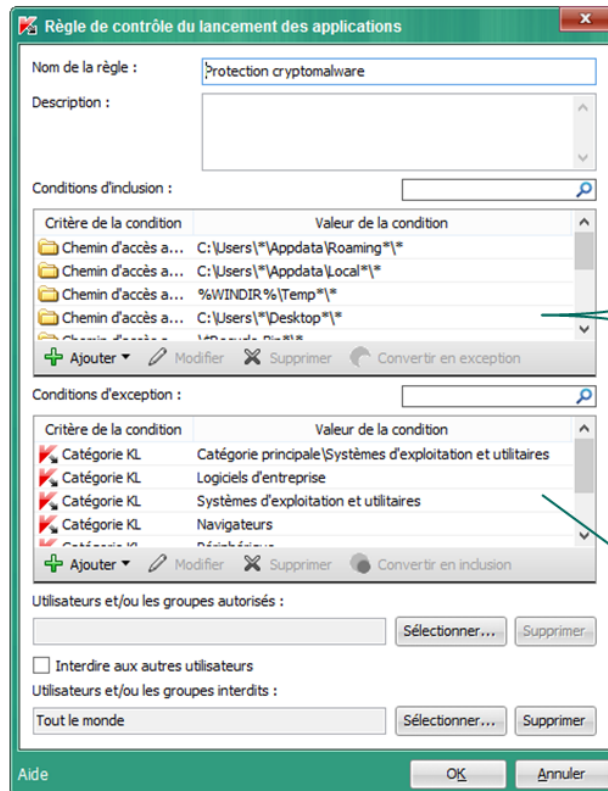 Règle de contrôle du lancement des applications
x
Nom de la règle :
Protection cryptomalware
Description :
Conditions d'inclusion :
Critère de la condition Valeur de la condition
Chemin d'accès a... C:\Users\*\Appdata\Roaming*\*
Chemin d'accès a... C:\Users\*\Appdata\Local*\*
Chemin d'accès a... %WINDIR%\Temp*\*
Chemin d'accès a... C:\Users\*\Desktop*\*
Chemin d'accès a...
Ajouter Modifier Supprimer Convertir en exception
Conditions d'exception :
Critère de la condition Valeur de la condition
Catégorie KL Catégorie principale\Systèmes d'exploitation et utilitaires
Catégorie KL Logiciels d'entreprise
Catégorie KL Systèmes d'exploitation et utilitaires
Catégorie KL Navigateurs
Catégorie KL Périphérique
Ajouter Modifier Supprimer Convertir en inclusion
Utilisateurs et/ou les groupes autorisés :
Sélectionner... Supprimer
Interdire aux autres utilisateurs
Utilisateurs et/ou les groupes interdits :
Tout le monde Sélectionner... Supprimer
Aide OK Annuler